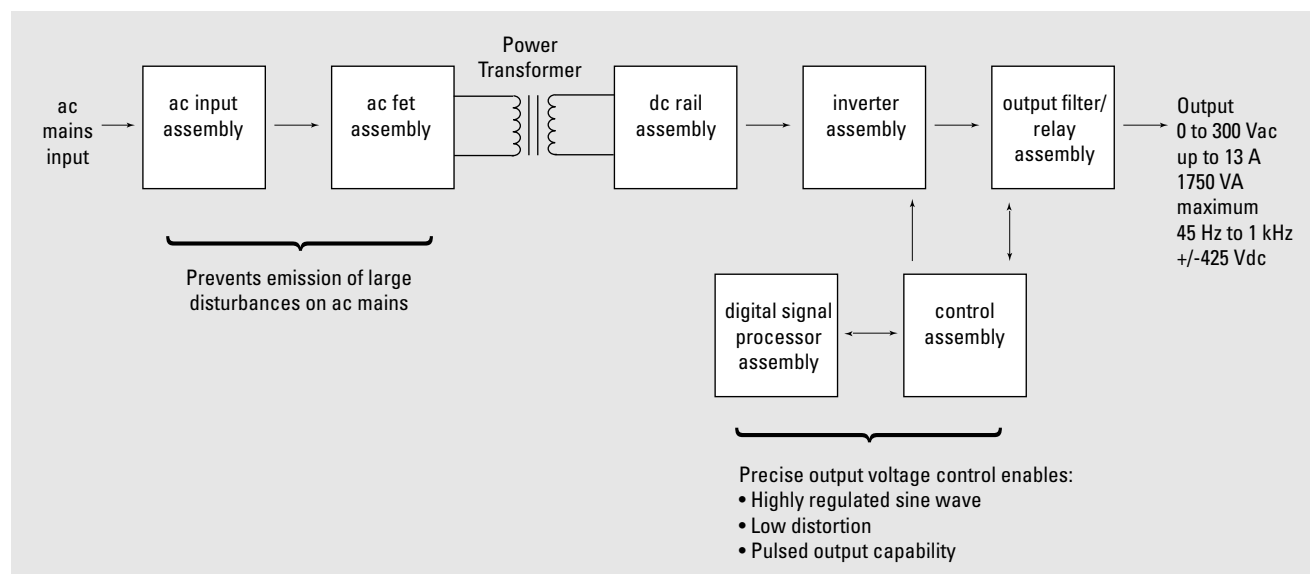 ac
mains
input
ac input
assembly
ac fet
assembly
Power
Transformer
dc rail
assembly
inverter
assembly
output filter/
relay
assembly
Output
0 to 300 Vac
up to 13 A
1750 VA
maximum
45 Hz to 1 kHz
+/-425 Vdc
Prevents emission of large
disturbances on ac mains
digital signal
processor
assembly
control
assembly
Precise output voltage control enables:
• Highly regulated sine wave
• Low distortion
• Pulsed output capability